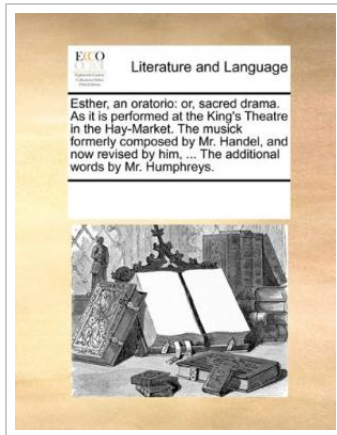 ECCO
Literature and Language
Esther, an oratorio: or, sacred drama.
As it is performed at the King's Theatre
in the Hay-Market. The musick
formerly composed by Mr. Handel, and
now revised by him, ... The additional
words by Mr. Humphreys.